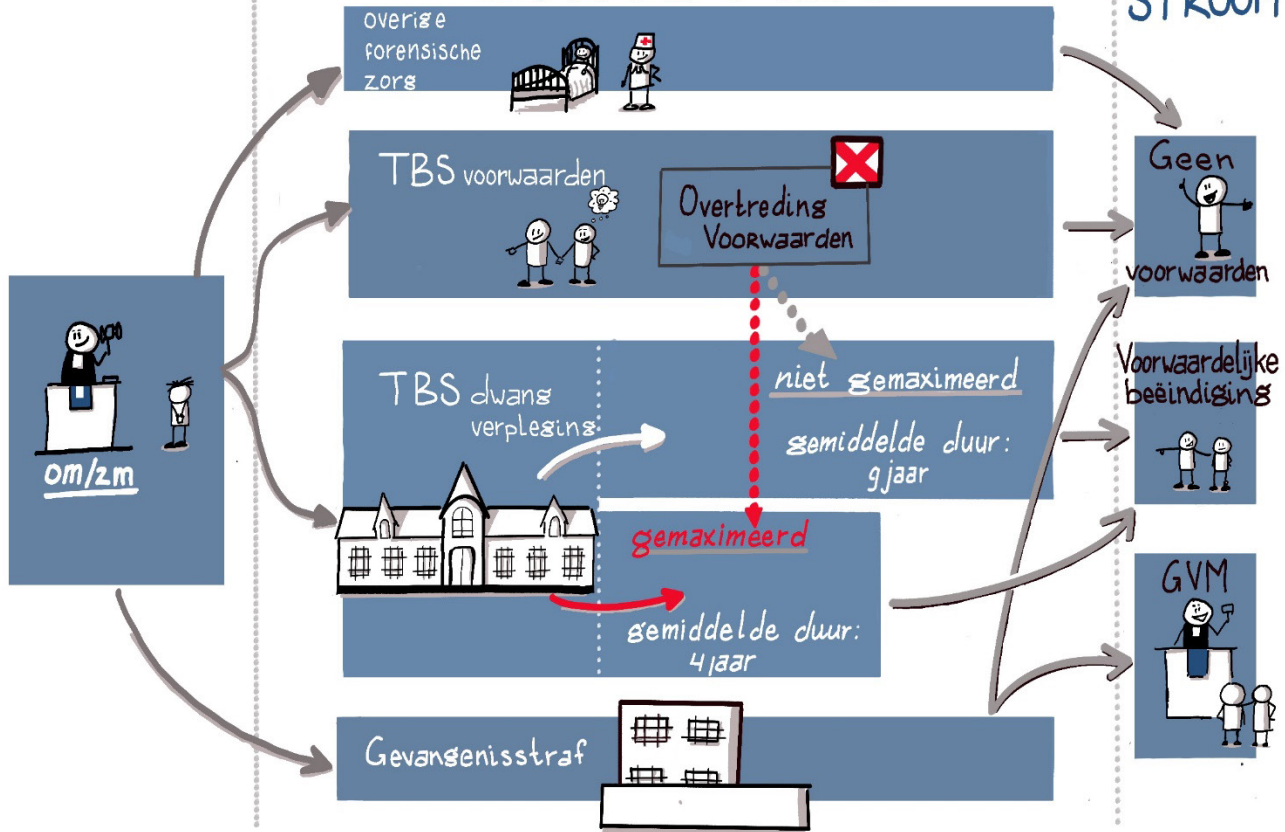 STROOM
overige
forensische
zorg
TBS voorwaarden
Overtreding
Voorwaarden
Geen
voorwaarden
om/zm
TBS dwang
verpleging
niet gemaximeerd
gemiddelde duur:
9 jaar
Voorwaardelijke
beëindiging
gemaximeerd
gemiddelde duur:
4 jaar
GVM
Gevangenisstraf